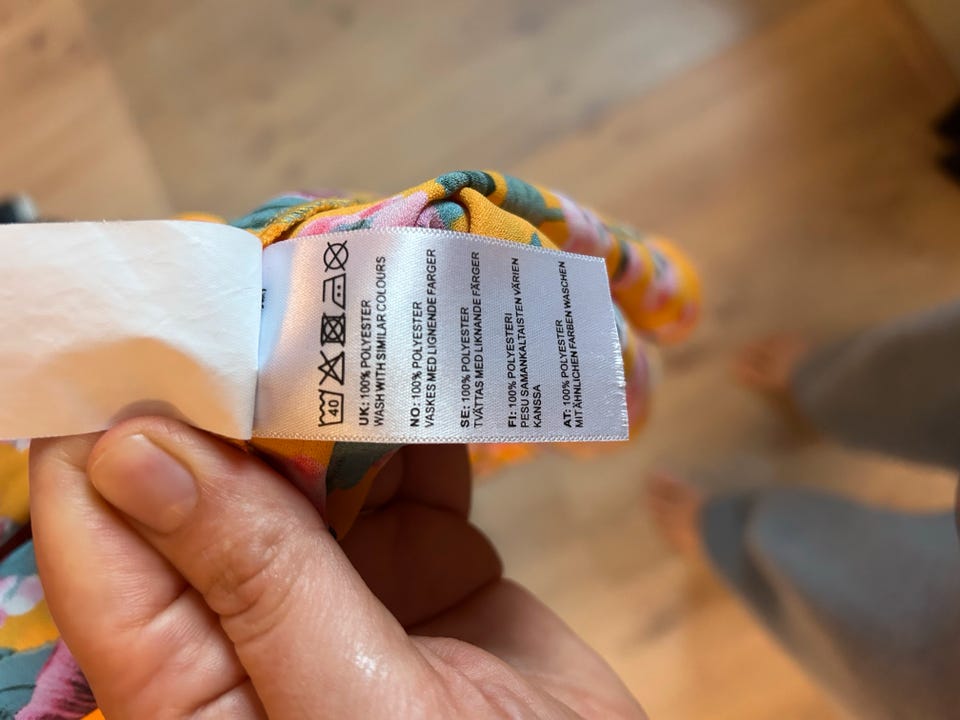 40
UK: 100% POLYESTER
WASH WITH SIMILAR COLOURS
NO: 100% POLYESTER
VASKES MED LIGNENDE FARGER
SE: 100% POLYESTER
TVÄTTAS MED LIKNANDE FÄRGER
FI: 100% POLYESTERI
PESU SAMANKALTAISTEN VÄRIEN
KANSSA
AT: 100% POLYESTER
MIT ÄHNLICHEN FARBEN WASCHEN